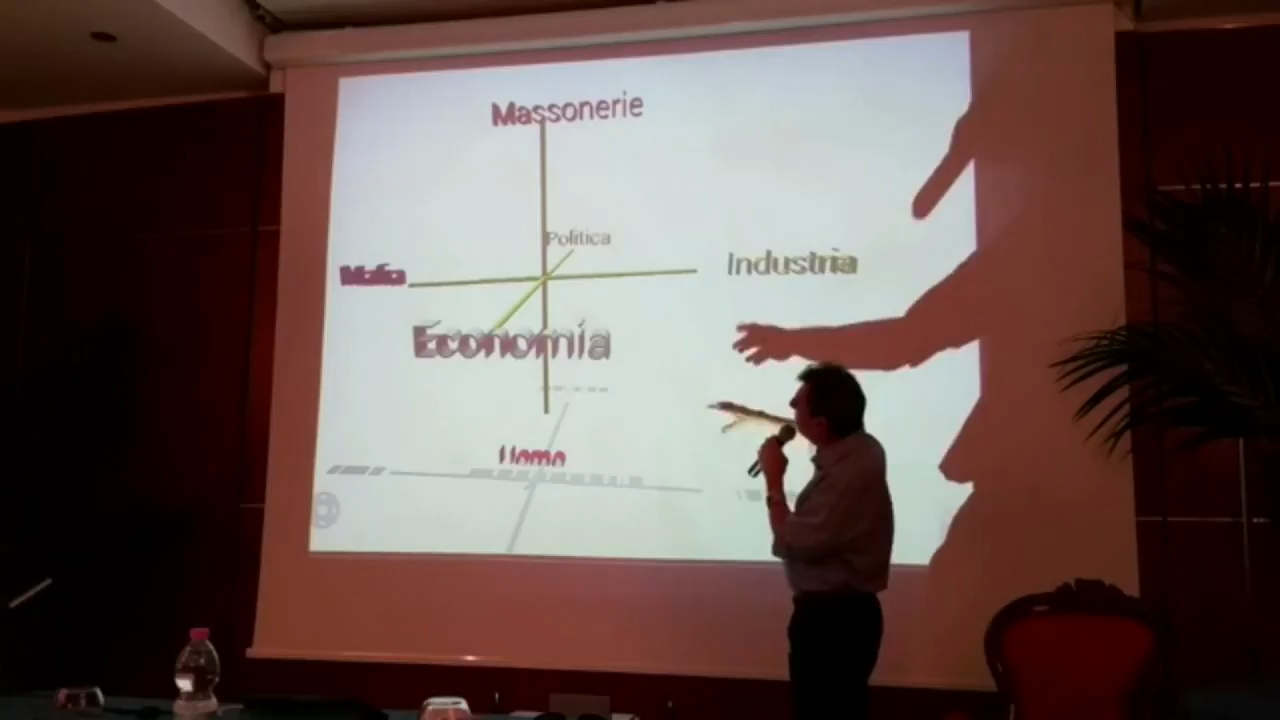 Massonerie
Politica
Mafia
Industria
Economia
Uomo